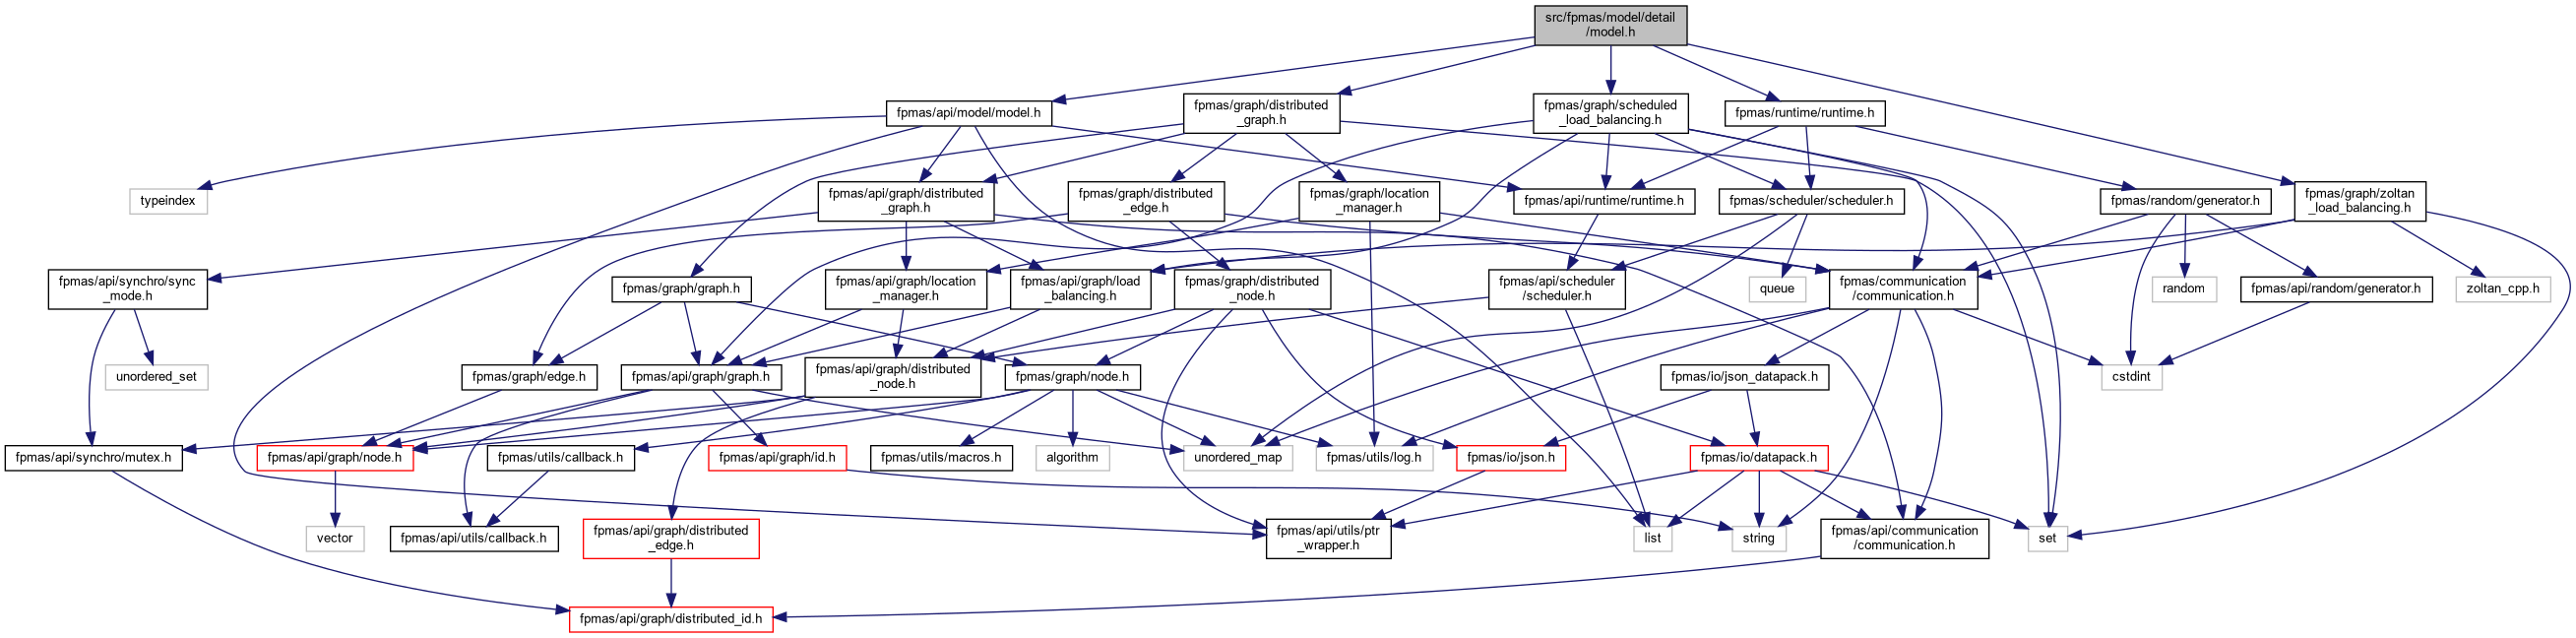 src/fpmas/model/detail
/model.h
fpmas/api/model/model.h
fpmas/graph/distributed
_graph.h
fpmas/graph/scheduled
_load_balancing.h
fpmas/runtime/runtime.h
typeindex
fpmas/api/graph/distributed
_graph.h
fpmas/graph/distributed
_edge.h
fpmas/graph/location
_manager.h
fpmas/api/runtime/runtime.h
fpmas/scheduler/scheduler.h
fpmas/random/generator.h
fpmas/graph/zoltan
_load_balancing.h
fpmas/api/synchro/sync
_mode.h
fpmas/graph/graph.h
fpmas/api/graph/location
_manager.h
fpmas/api/graph/load
_balancing.h
fpmas/graph/distributed
_node.h
fpmas/api/scheduler
/scheduler.h
queue
fpmas/communication
/communication.h
random
fpmas/api/random/generator.h
zoltan_cpp.h
unordered_set
fpmas/graph/edge.h
fpmas/api/graph/graph.h
fpmas/api/graph/distributed
_node.h
fpmas/graph/node.h
fpmas/io/json_datapack.h
cstdint
fpmas/api/synchro/mutex.h
fpmas/api/graph/node.h
fpmas/utils/callback.h
fpmas/api/graph/id.h
fpmas/utils/macros.h
algorithm
unordered_map
fpmas/utils/log.h
fpmas/io/json.h
fpmas/io/datapack.h
vector
fpmas/api/utils/callback.h
fpmas/api/graph/distributed
_edge.h
fpmas/api/utils/ptr
_wrapper.h
list
string
fpmas/api/communication
/communication.h
set
fpmas/api/graph/distributed_id.h